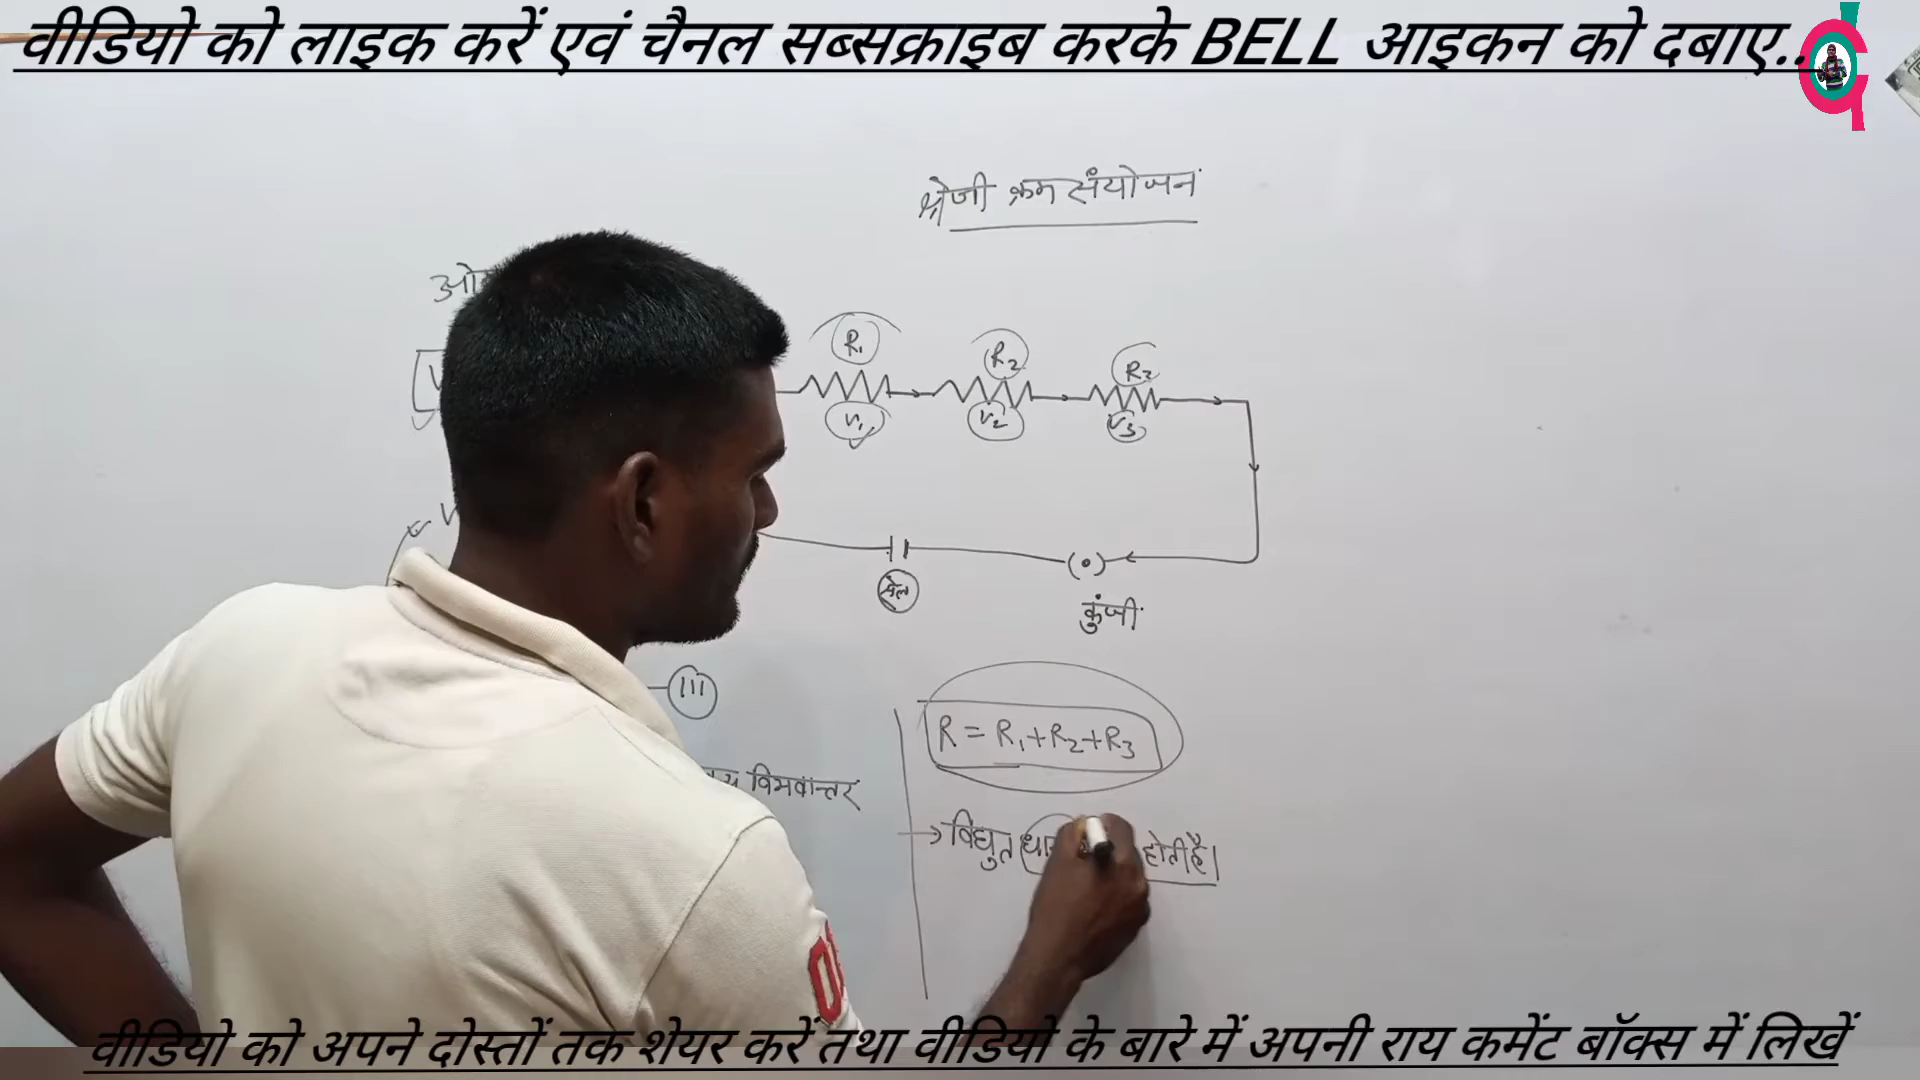 वीडियो को लाइक करें एवं चैनल सब्सक्राइब करके BELL आइकन को दबाए..
श्रेणी क्रम संयोजन
R₁ R₂ R₃
V₁ V₂ V₃
सेल
कुंजी
III
R = R₁+R₂+R₃
विभवान्तर
→ विद्युत होती है।
वीडियो को अपने दोस्तों तक शेयर करें तथा वीडियो के बारे में अपनी राय कमेंट बॉक्स में लिखें